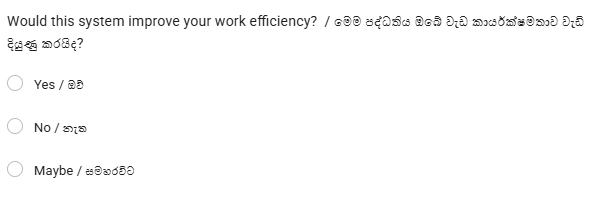 Would this system improve your work efficiency? / මෙම පද්ධතිය ඔබේ වැඩ කාර්යක්ෂමතාව වැඩි
දියුණු කරයිද?
Yes / ඔව්
No / නැත
Maybe / සමහරවිට